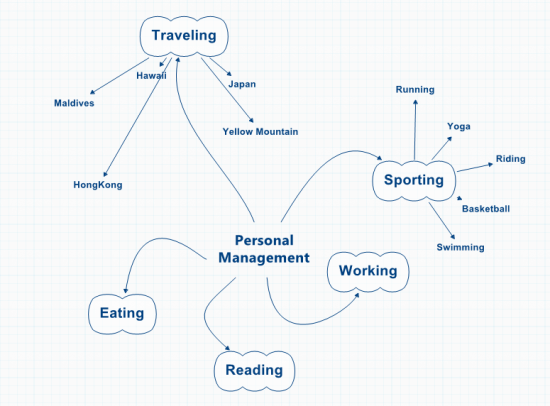 Traveling
Hawaii
Japan
Maldives
Yellow Mountain
HongKong
Running
Yoga
Riding
Sporting
Basketball
Swimming
Personal
Management
Working
Eating
Reading